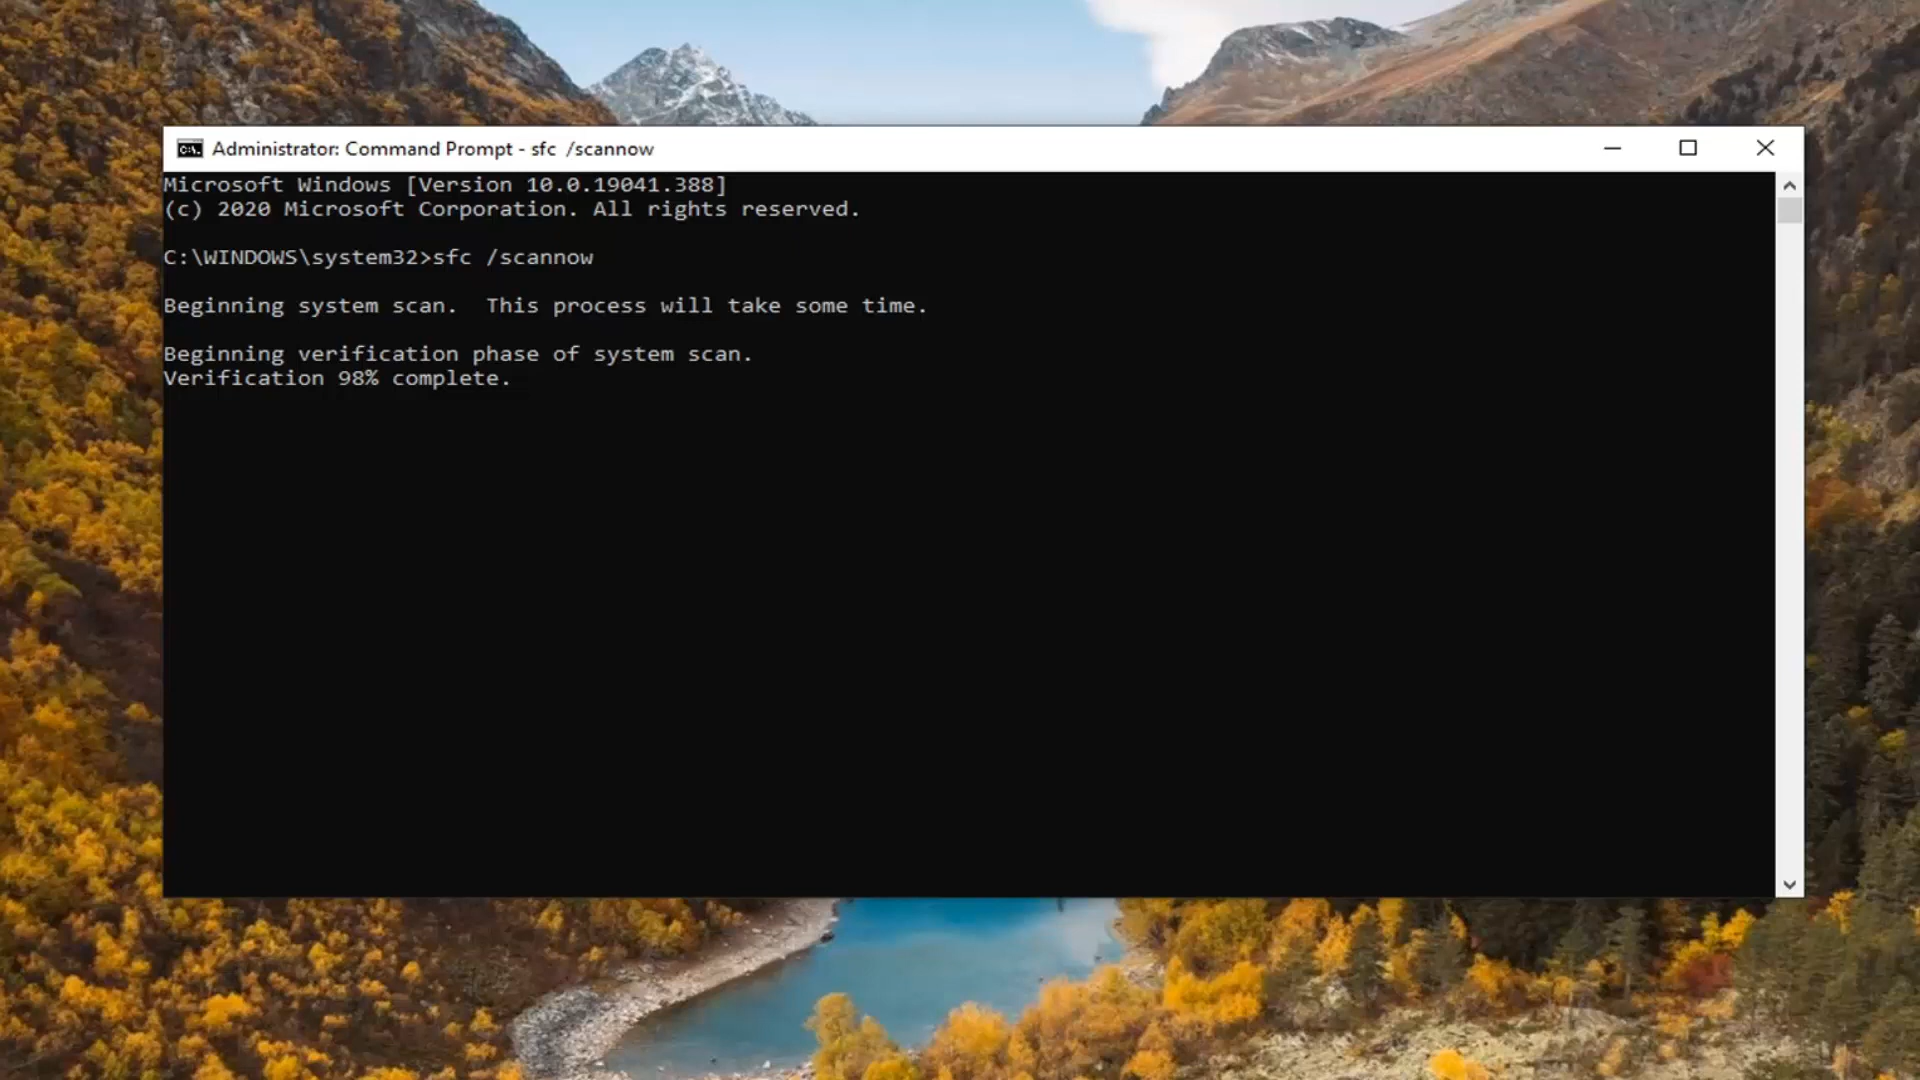 Administrator: Command Prompt - sfc  /scannow
Microsoft Windows [Version 10.0.19041.388]
(c) 2020 Microsoft Corporation. All rights reserved.
C:\WINDOWS\system32>sfc /scannow
Beginning system scan.  This process will take some time.
Beginning verification phase of system scan.
Verification 98% complete.